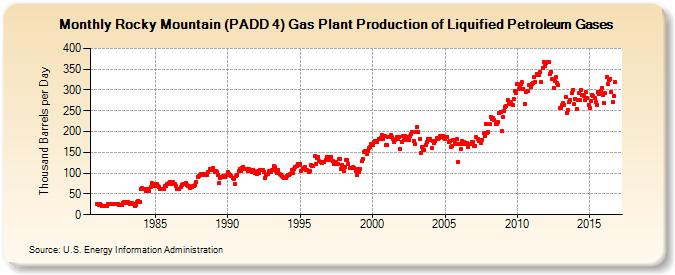 Monthly Rocky Mountain (PADD 4) Gas Plant Production of Liquified Petroleum Gases
Thousand Barrels per Day
400
350
300
250
200
150
100
50
0
1985 1990 1995 2000 2005 2010 2015
Source: U.S. Energy Information Administration